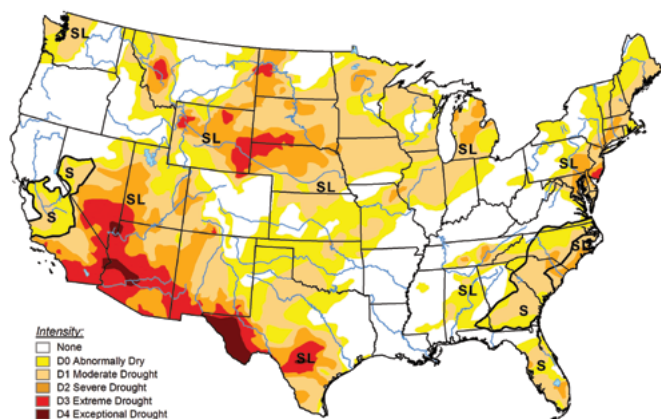 SL
SL
SL
SL
S
SL
SL
S
SL
SL
S
SL
S
Intensity:
None
D0 Abnormally Dry
D1 Moderate Drought
D2 Severe Drought
D3 Extreme Drought
D4 Exceptional Drought